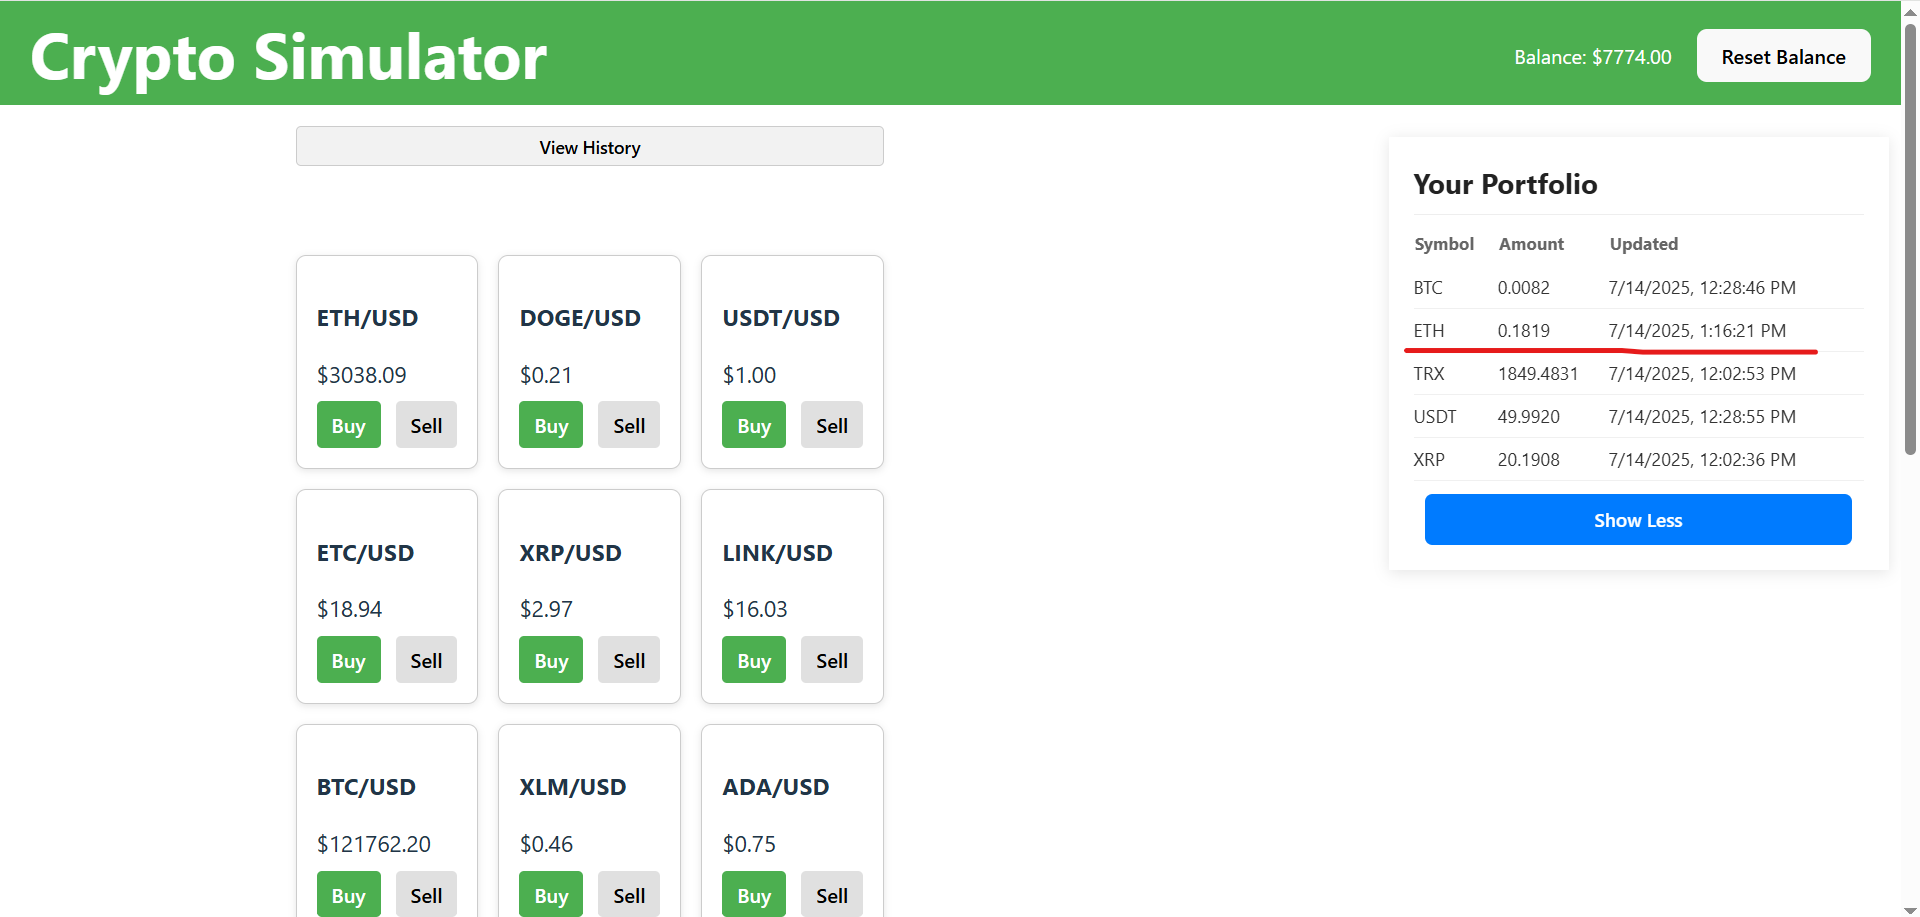 Crypto Simulator
Balance: $7774.00
Reset Balance
View History
ETH/USD
$3038.09
Buy
Sell
DOGE/USD
$0.21
Buy
Sell
USDT/USD
$1.00
Buy
Sell
ETC/USD
$18.94
Buy
Sell
XRP/USD
$2.97
Buy
Sell
LINK/USD
$16.03
Buy
Sell
BTC/USD
$121762.20
Buy
Sell
XLM/USD
$0.46
Buy
Sell
ADA/USD
$0.75
Buy
Sell
Your Portfolio
Symbol Amount Updated
BTC 0.0082 7/14/2025, 12:28:46 PM
ETH 0.1819 7/14/2025, 1:16:21 PM
TRX 1849.4831 7/14/2025, 12:02:53 PM
USDT 49.9920 7/14/2025, 12:28:55 PM
XRP 20.1908 7/14/2025, 12:02:36 PM
Show Less